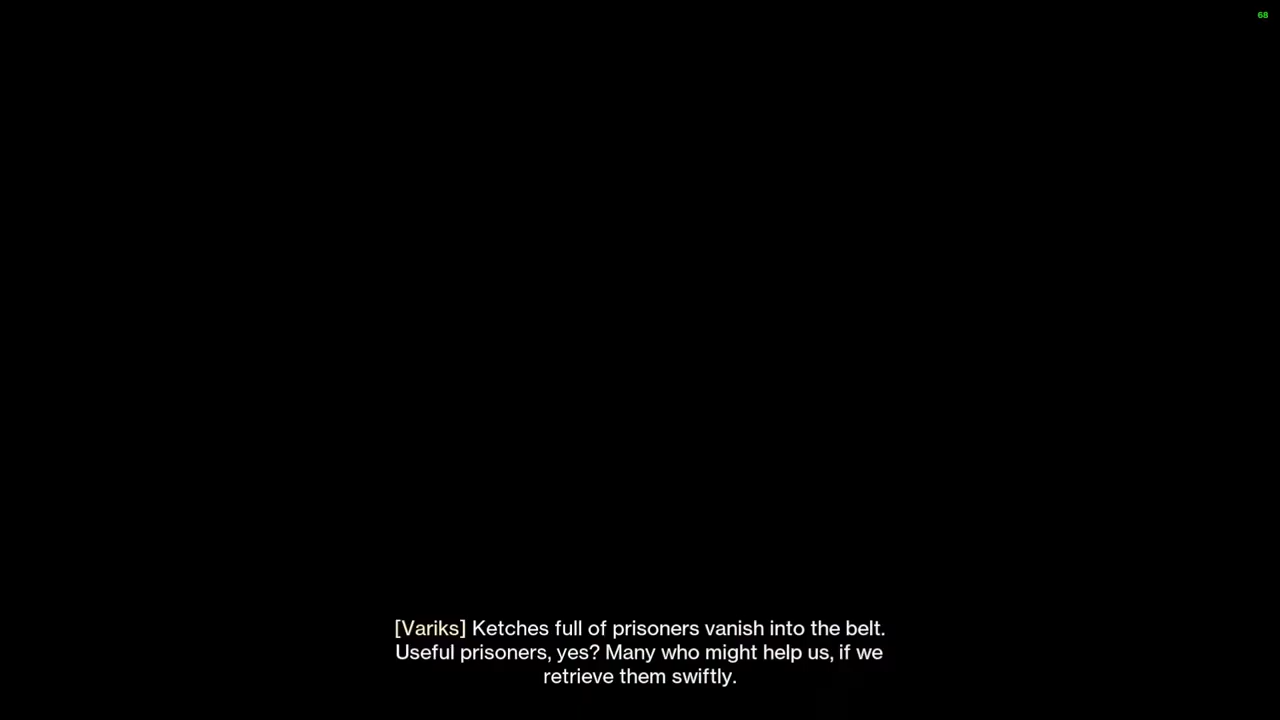 68
[Variks] Ketches full of prisoners vanish into the belt.
Useful prisoners, yes? Many who might help us, if we
retrieve them swiftly.